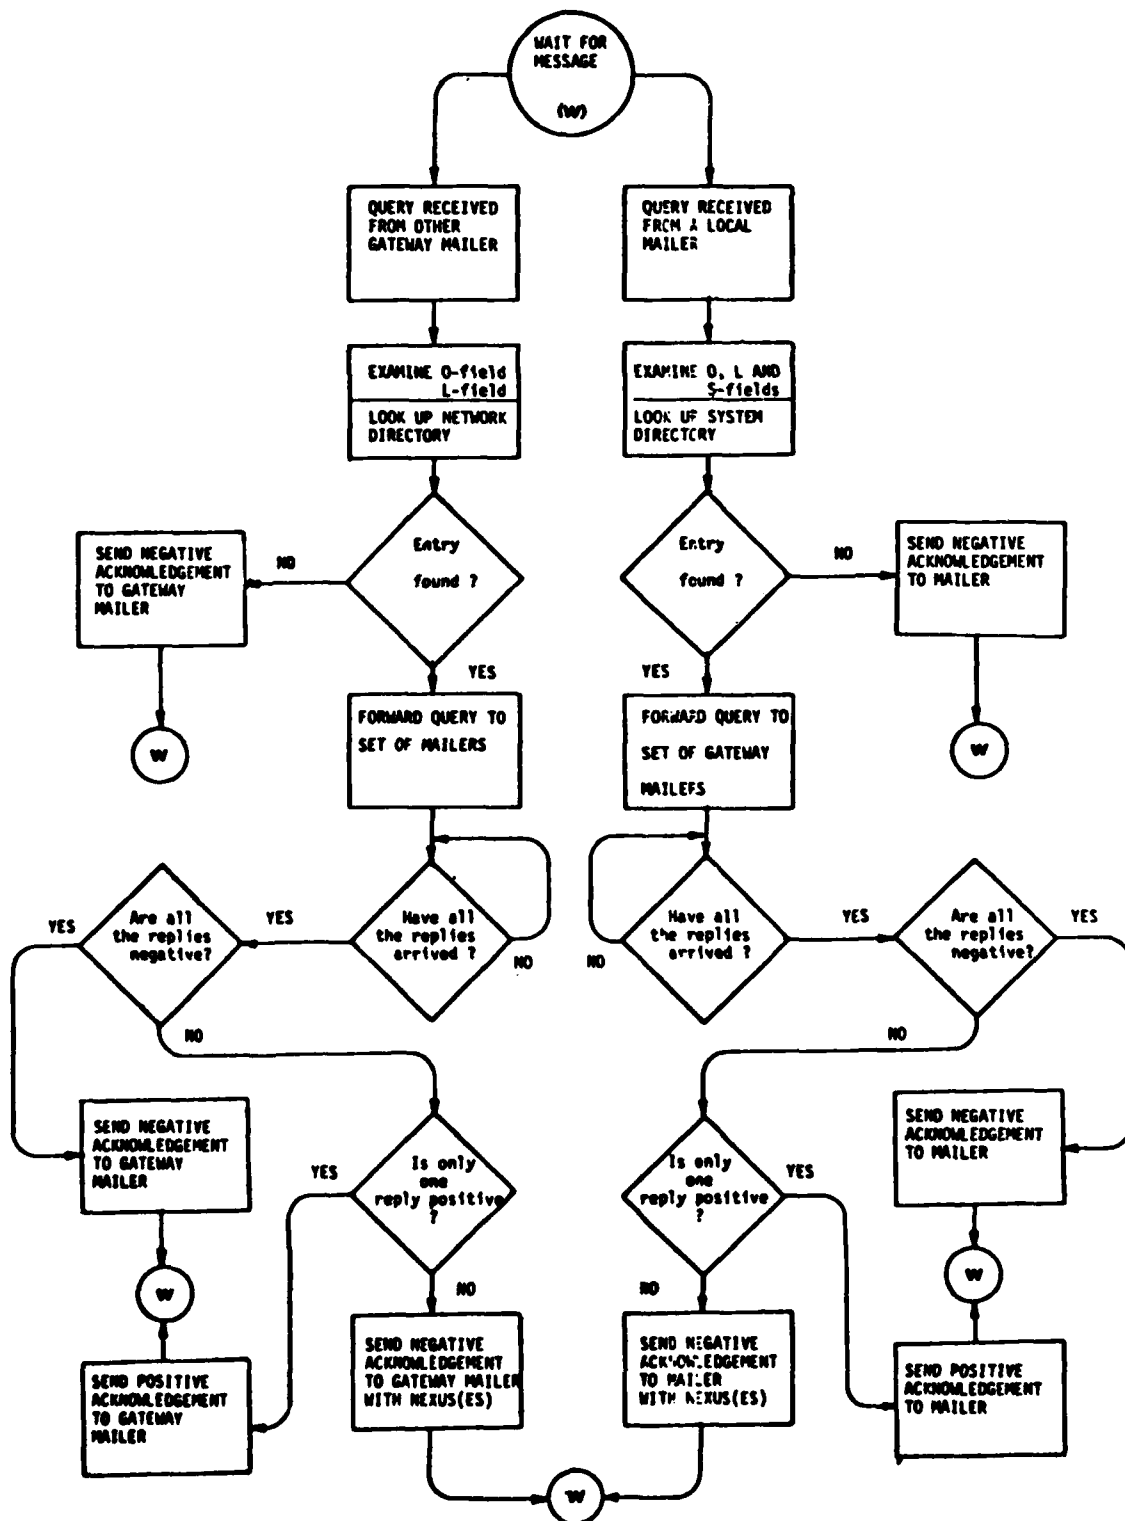 WAIT FOR
MESSAGE
(W)
QUERY RECEIVED
FROM OTHER
GATEWAY MAILER
QUERY RECEIVED
FROM A LOCAL
MAILER
EXAMINE O-field
L-field
LOOK UP NETWORK
DIRECTORY
EXAMINE O, L AND
S-fields
LOOK UP SYSTEM
DIRECTORY
Entry
found ?
NO
YES
SEND NEGATIVE
ACKNOWLEDGEMENT
TO GATEWAY
MAILER
W
Entry
found ?
NO
YES
SEND NEGATIVE
ACKNOWLEDGEMENT
TO MAILER
W
FORWARD QUERY TO
SET OF MAILERS
FORWARD QUERY TO
SET OF GATEWAY
MAILERS
YES
Are all
the replies
negative?
YES
Have all
the replies
arrived ?
NO
NO
Have all
the replies
arrived ?
YES
Are all
the replies
negative?
YES
NO
NO
SEND NEGATIVE
ACKNOWLEDGEMENT
TO GATEWAY
MAILER
YES
Is only
one
reply positive
?
Is only
one
reply positive
?
YES
SEND NEGATIVE
ACKNOWLEDGEMENT
TO MAILER
W
NO
NO
W
SEND POSITIVE
ACKNOWLEDGEMENT
TO GATEWAY
MAILER
SEND NEGATIVE
ACKNOWLEDGEMENT
TO GATEWAY MAILER
WITH NEXUS(ES)
SEND NEGATIVE
ACKNOWLEDGEMENT
TO MAILER
WITH NEXUS(ES)
SEND POSITIVE
ACKNOWLEDGEMENT
TO MAILER
W